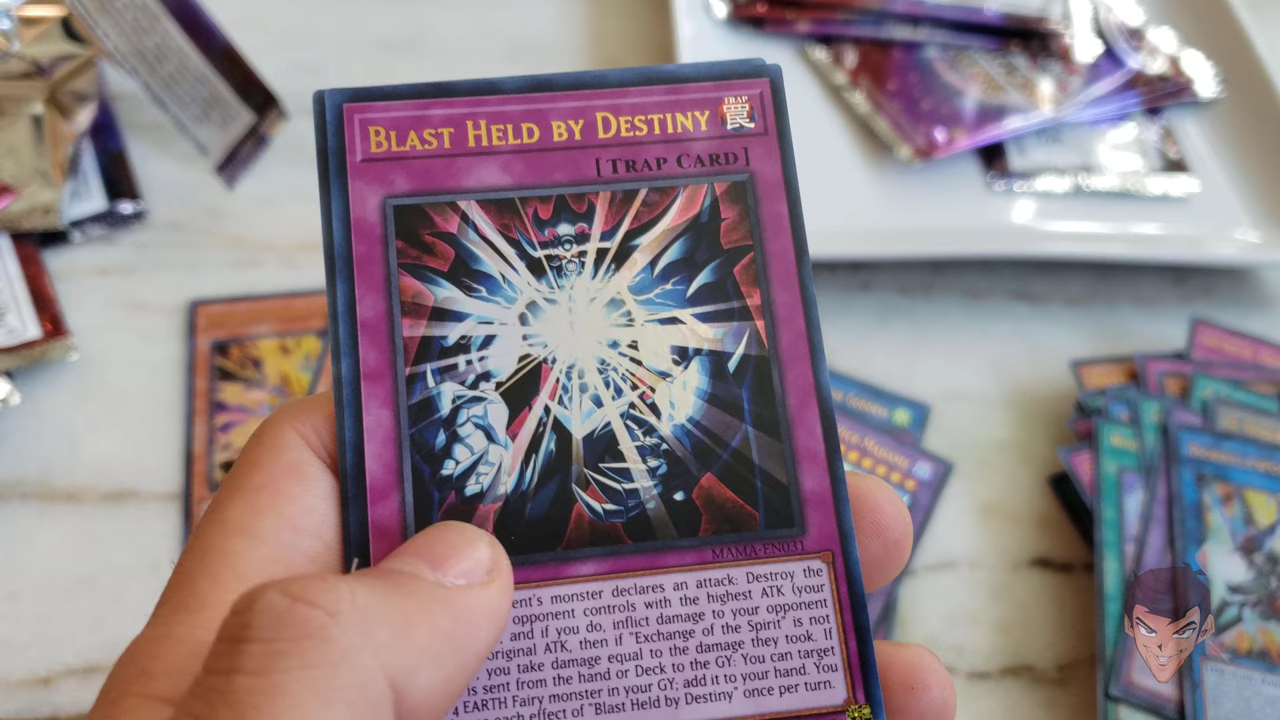 BLAST HELD BY DESTINY
TRAP
罠
[TRAP CARD]
MAMA-EN031
ent's monster declares an attack: Destroy the
opponent controls with the highest ATK (your
, and if you do, inflict damage to your opponent
original ATK, then if "Exchange of the Spirit" is not
you take damage equal to the damage they took. If
is sent from the hand or Deck to the GY: You can target
4 EARTH Fairy monster in your GY; add it to your hand. You
each effect of "Blast Held by Destiny" once per turn.